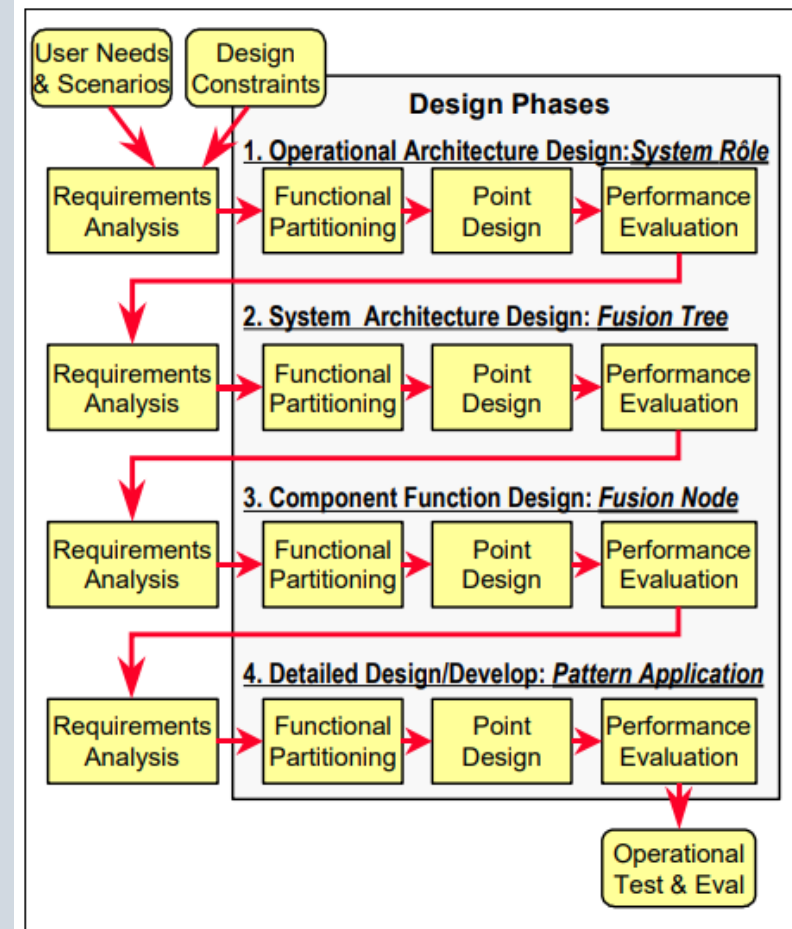 User Needs
& Scenarios
Design
Constraints
Design Phases
1. Operational Architecture Design:System Rôle
Requirements
Analysis
Functional
Partitioning
Point
Design
Performance
Evaluation
2. System Architecture Design: Fusion Tree
Requirements
Analysis
Functional
Partitioning
Point
Design
Performance
Evaluation
3. Component Function Design: Fusion Node
Requirements
Analysis
Functional
Partitioning
Point
Design
Performance
Evaluation
4. Detailed Design/Develop: Pattern Application
Requirements
Analysis
Functional
Partitioning
Point
Design
Performance
Evaluation
Operational
Test & Eval